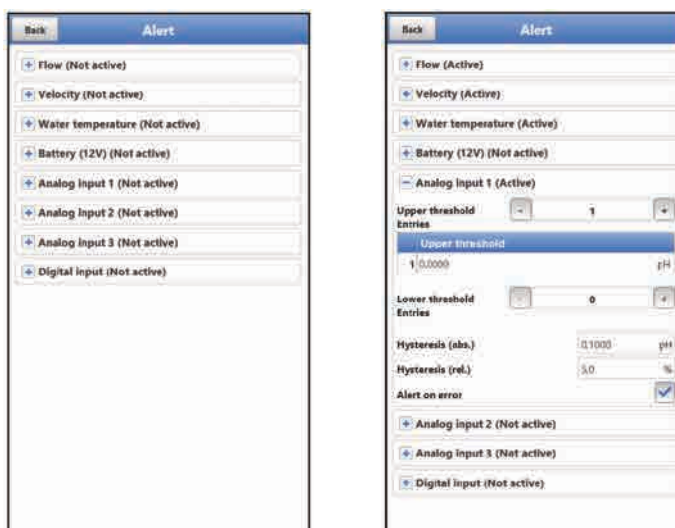 Back
Alert
Flow (Not active)
Velocity (Not active)
Water temperature (Not active)
Battery (12V) (Not active)
Analog input 1 (Not active)
Analog input 2 (Not active)
Analog input 3 (Not active)
Digital input (Not active)
Back
Alert
Flow (Active)
Velocity (Active)
Water temperature (Active)
Battery (12V) (Not active)
Analog input 1 (Active)
Upper threshold - 1 +
Entries
Upper threshold
1 0.0000 pH
Lower threshold - 0 +
Entries
Hysteresis (abs.) 0.1000 pH
Hysteresis (rel.) 5.0 %
Alert on error
Analog input 2 (Not active)
Analog input 3 (Not active)
Digital input (Not active)